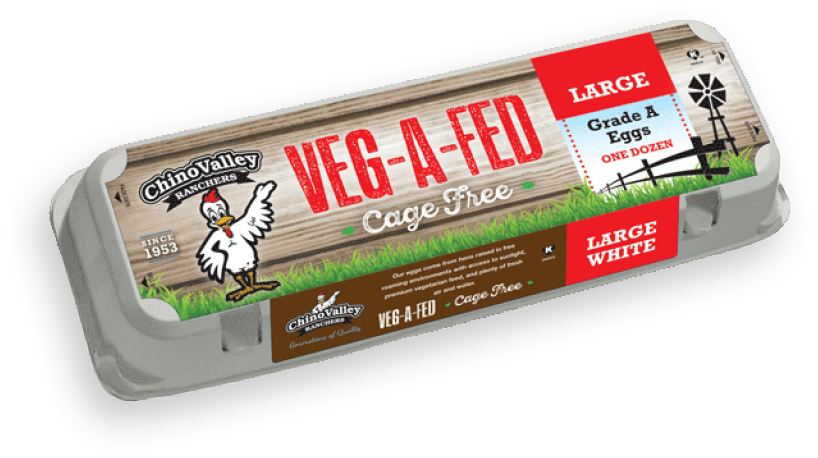 LARGE
Grade A
Eggs
ONE DOZEN
VEG-A-FED
Cage Free
ChinoValley
RANCHERS
SINCE
1953
Our eggs come from hens raised in free
roaming environments with access to sunlight,
premium vegetarian feed, and plenty of fresh
air and water.
ChinoValley
RANCHERS
Generations of Quality
VEG-A-FED
Cage Free
K
LARGE
WHITE